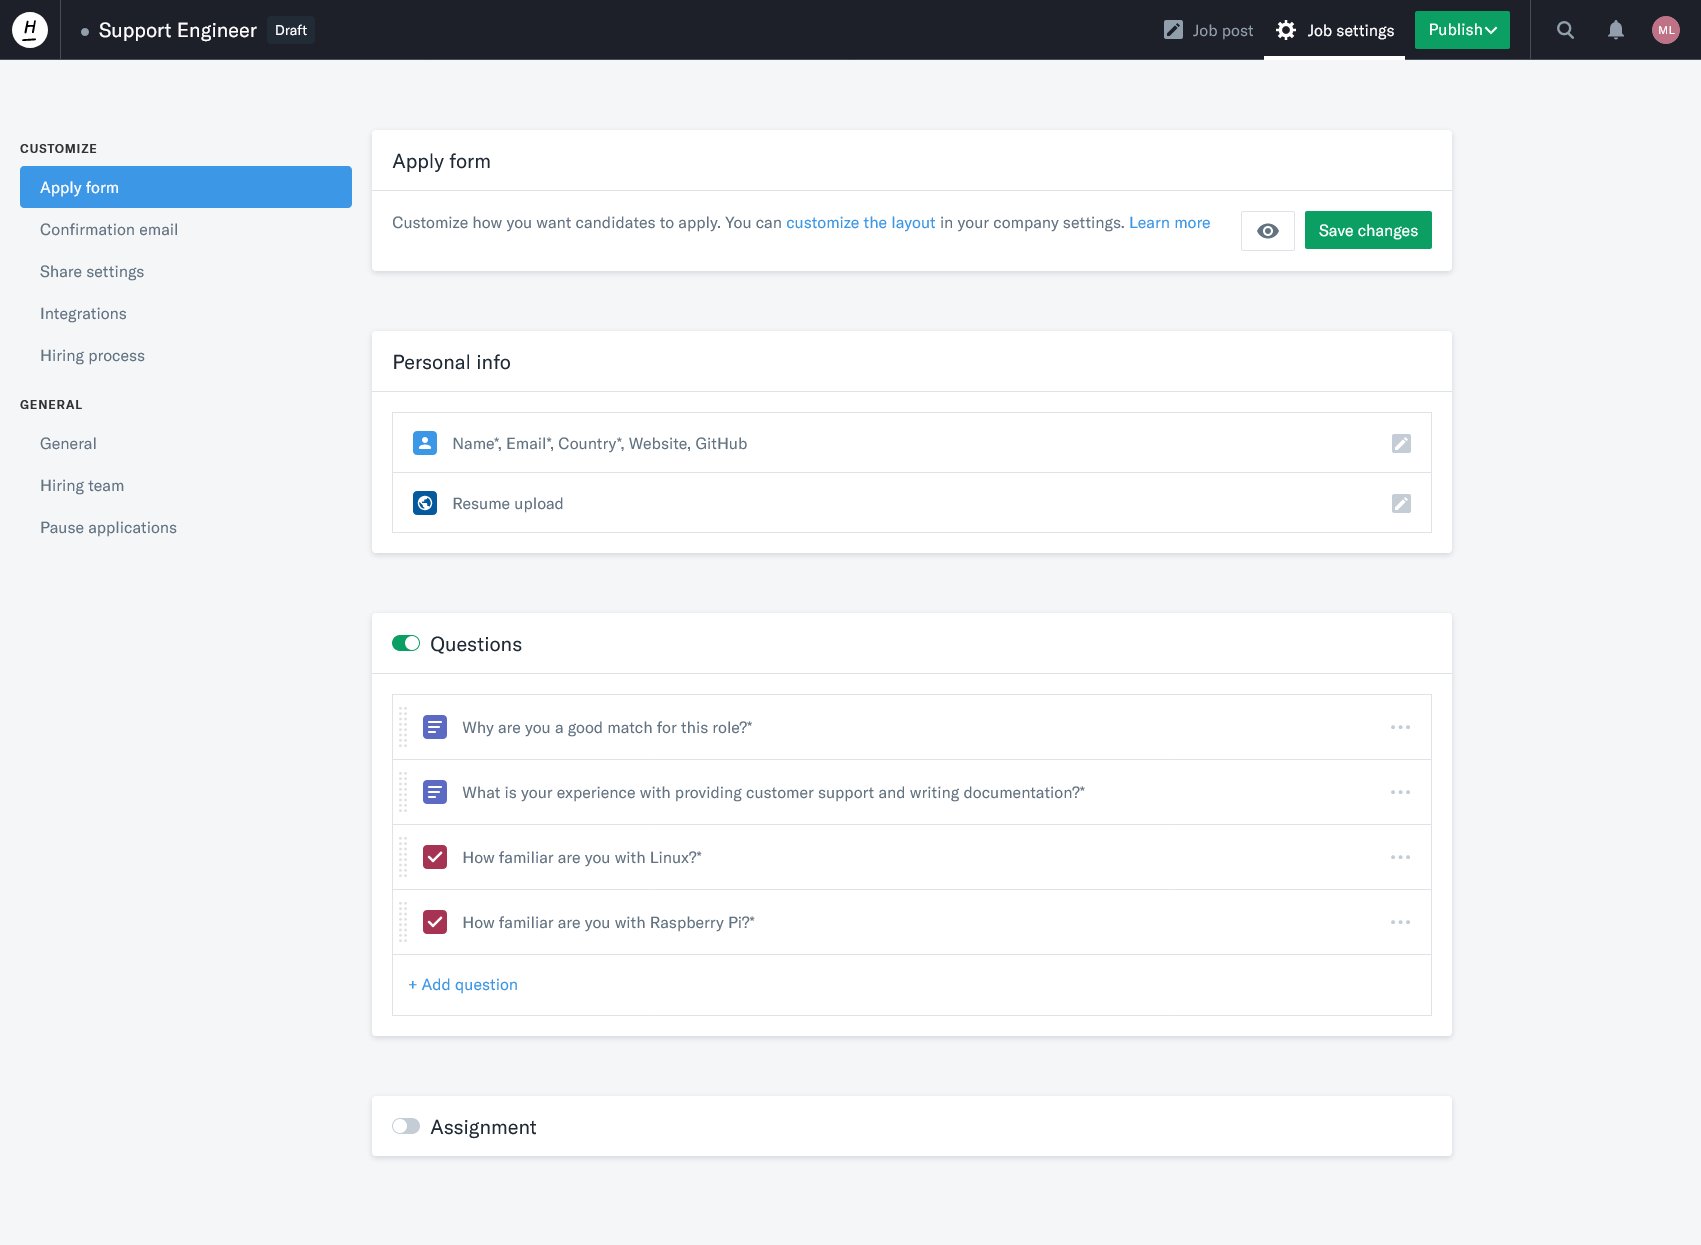 H
Support Engineer Draft
Job post
Job settings
Publish
ML
CUSTOMIZE
Apply form
Confirmation email
Share settings
Integrations
Hiring process
GENERAL
General
Hiring team
Pause applications
Apply form
Customize how you want candidates to apply. You can customize the layout in your company settings. Learn more
Save changes
Personal info
Name*, Email*, Country*, Website, GitHub
Resume upload
Questions
Why are you a good match for this role?*
What is your experience with providing customer support and writing documentation?*
How familiar are you with Linux?*
How familiar are you with Raspberry Pi?*
+ Add question
Assignment